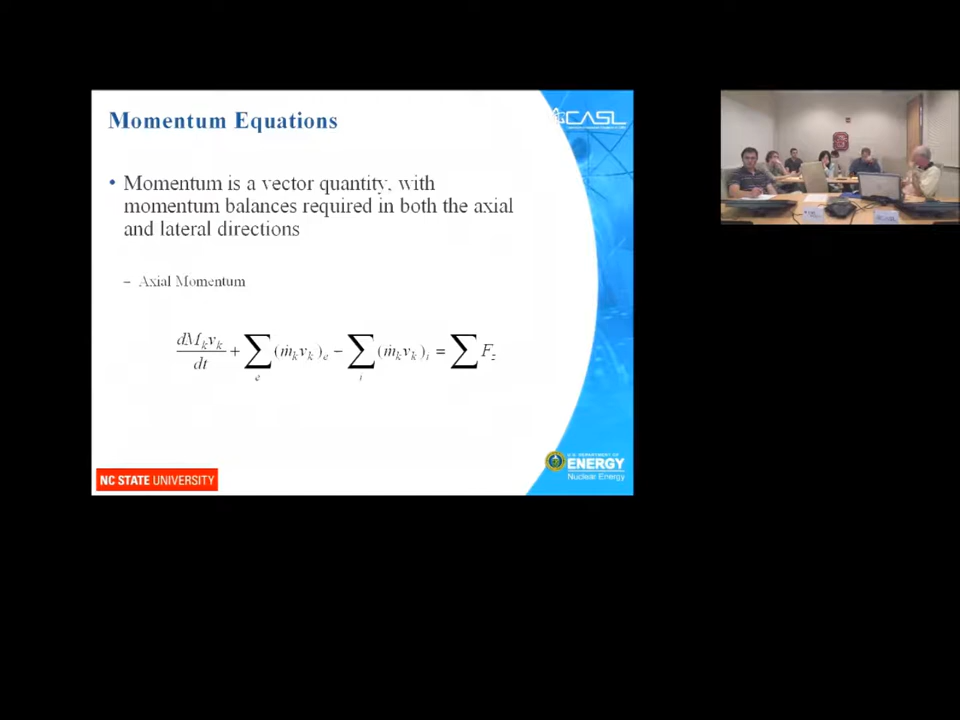 Momentum Equations
CASL
• Momentum is a vector quantity, with
momentum balances required in both the axial
and lateral directions
– Axial Momentum
dM_k v_k / dt + ∑_e (ṁ_k v_k)_e − ∑_i (ṁ_k v_k)_i = ∑ F_z
NC STATE UNIVERSITY
U.S. DEPARTMENT OF
ENERGY
Nuclear Energy